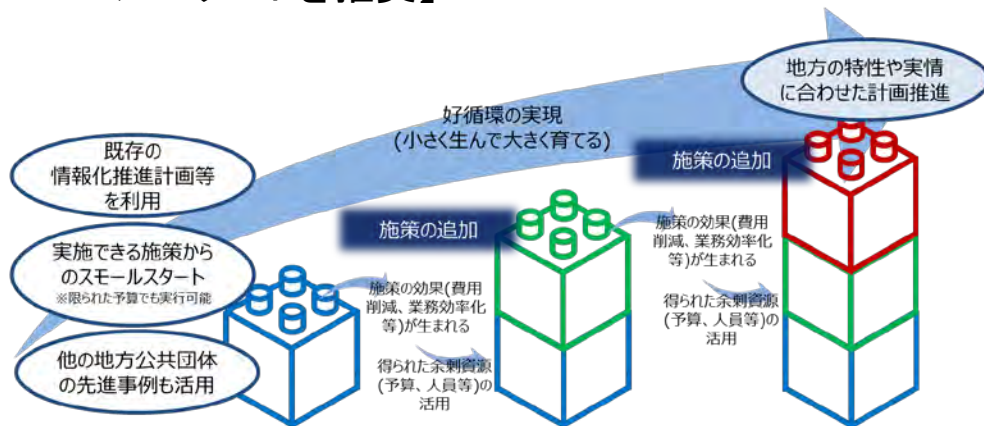 地方の特性や実情
に合わせた計画推進
好循環の実現
(小さく生んで大きく育てる)
既存の
情報化推進計画等
を利用
施策の追加
施策の追加
実施できる施策から
のスモールスタート
※限られた予算でも実行可能
施策の効果(費用
削減、業務効率化
等)が生まれる
施策の効果(費用
削減、業務効率化
等)が生まれる
他の地方公共団体
の先進事例も活用
得られた余剰資源
(予算、人員等)の
活用
得られた余剰資源
(予算、人員等)の
活用